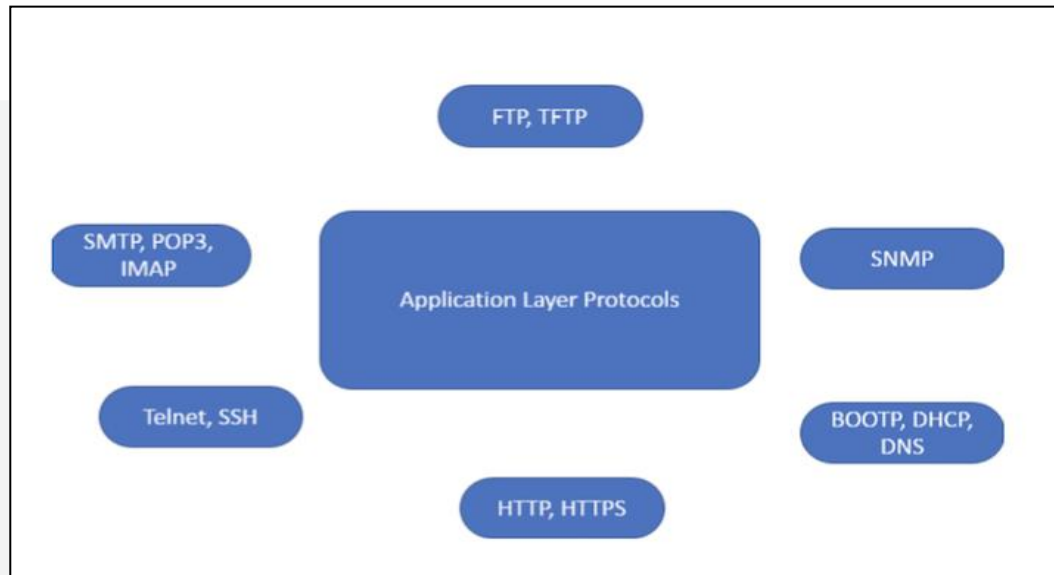 FTP, TFTP
SMTP, POP3,
IMAP
Application Layer Protocols
SNMP
Telnet, SSH
BOOTP, DHCP,
DNS
HTTP, HTTPS